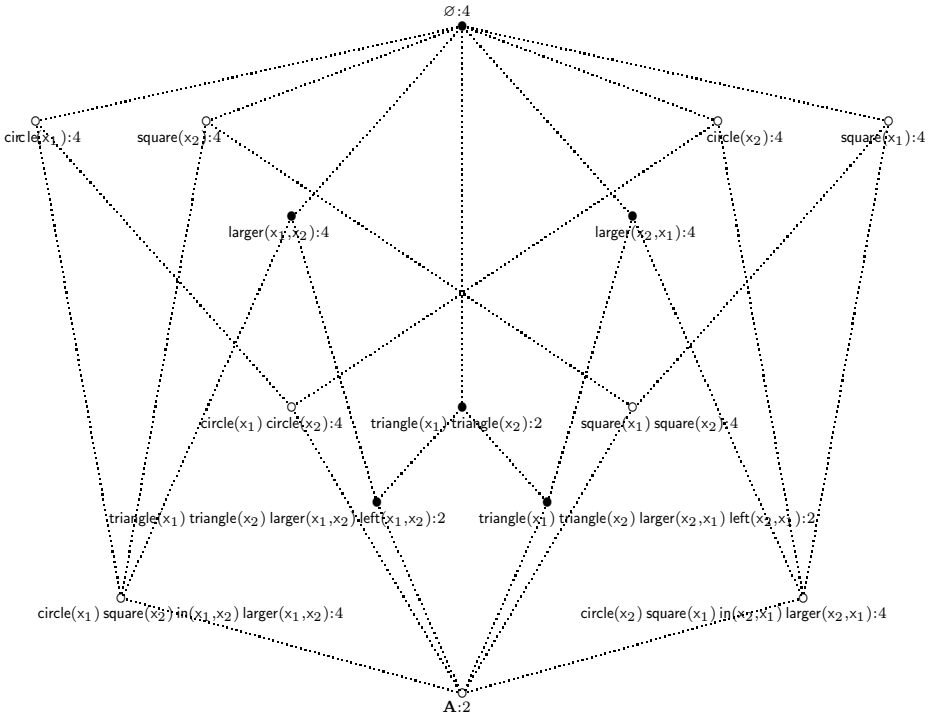 ∅:4
circle(x₁):4 square(x₂):4 circle(x₂):4 square(x₁):4
larger(x₁,x₂):4 larger(x₂,x₁):4
circle(x₁) circle(x₂):4 triangle(x₁) triangle(x₂):2 square(x₁) square(x₂):4
triangle(x₁) triangle(x₂) larger(x₁,x₂) left(x₁,x₂):2 triangle(x₁) triangle(x₂) larger(x₂,x₁) left(x₂,x₁):2
circle(x₁) square(x₂) in(x₁,x₂) larger(x₁,x₂):4 circle(x₂) square(x₁) in(x₂,x₁) larger(x₂,x₁):4
A:2